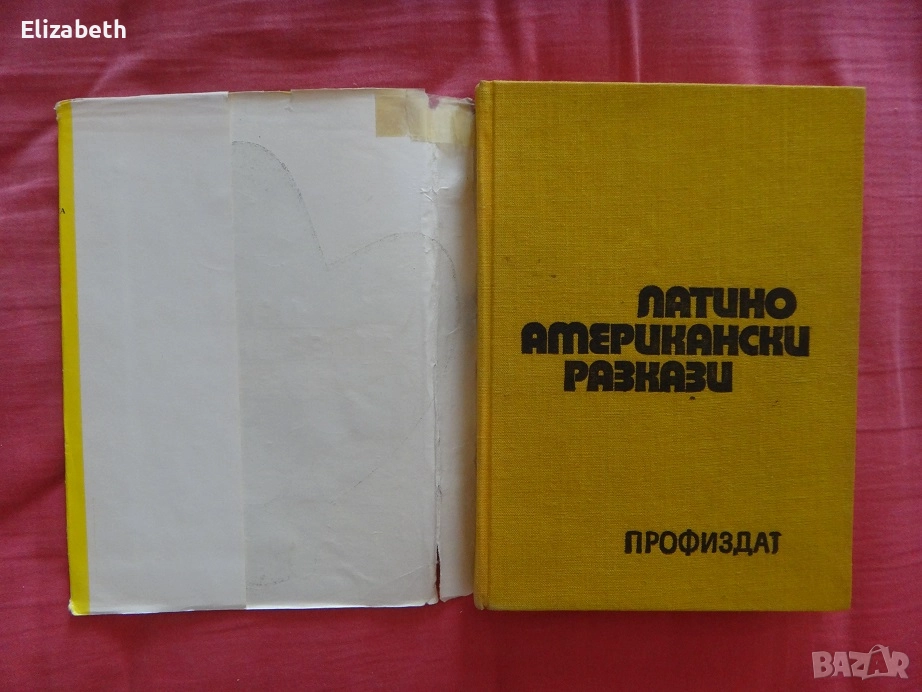 Elizabeth
ЛАТИНО
АМЕРИКАНСКИ
РАЗКАЗИ
ПРОФИЗДАТ
BAZAR